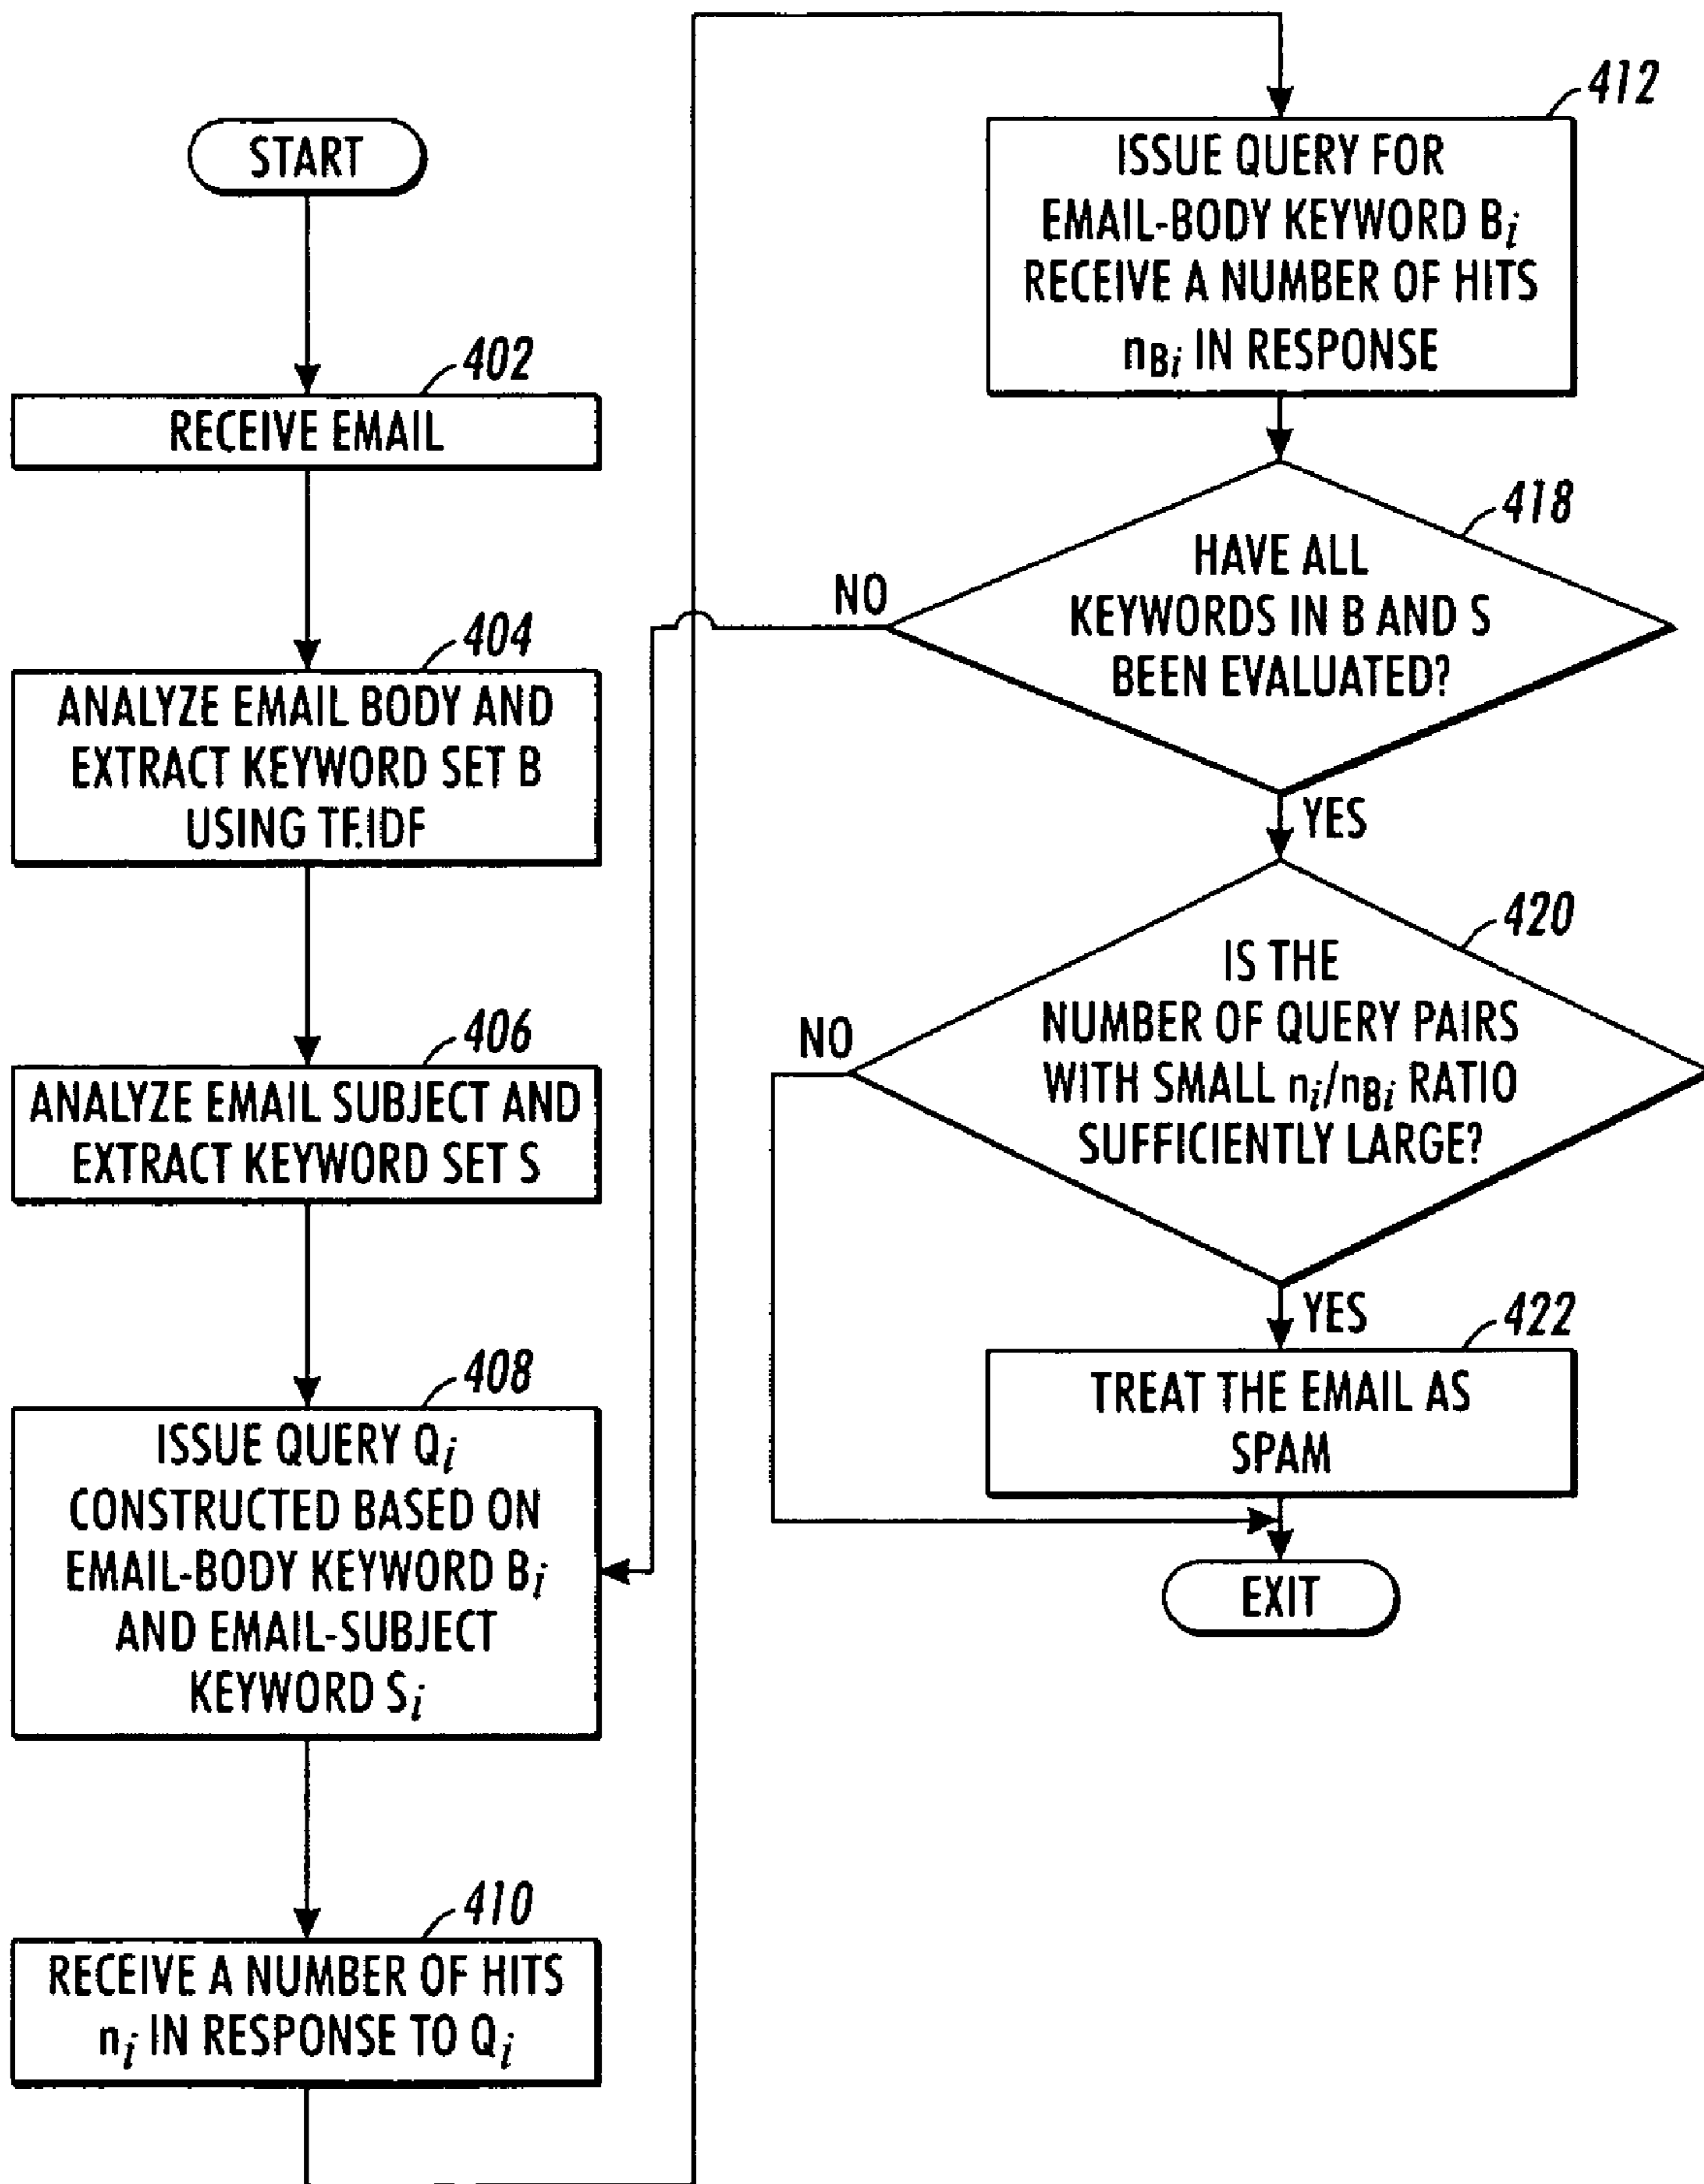 START
402
RECEIVE EMAIL
404
ANALYZE EMAIL BODY AND
EXTRACT KEYWORD SET B
USING TF.IDF
406
ANALYZE EMAIL SUBJECT AND
EXTRACT KEYWORD SET S
408
ISSUE QUERY Qi
CONSTRUCTED BASED ON
EMAIL-BODY KEYWORD Bi
AND EMAIL-SUBJECT
KEYWORD Si
410
RECEIVE A NUMBER OF HITS
ni IN RESPONSE TO Qi
412
ISSUE QUERY FOR
EMAIL-BODY KEYWORD Bi
RECEIVE A NUMBER OF HITS
nBi IN RESPONSE
418
HAVE ALL
KEYWORDS IN B AND S
BEEN EVALUATED?
NO
YES
420
IS THE
NUMBER OF QUERY PAIRS
WITH SMALL ni/nBi RATIO
SUFFICIENTLY LARGE?
NO
YES
422
TREAT THE EMAIL AS
SPAM
EXIT